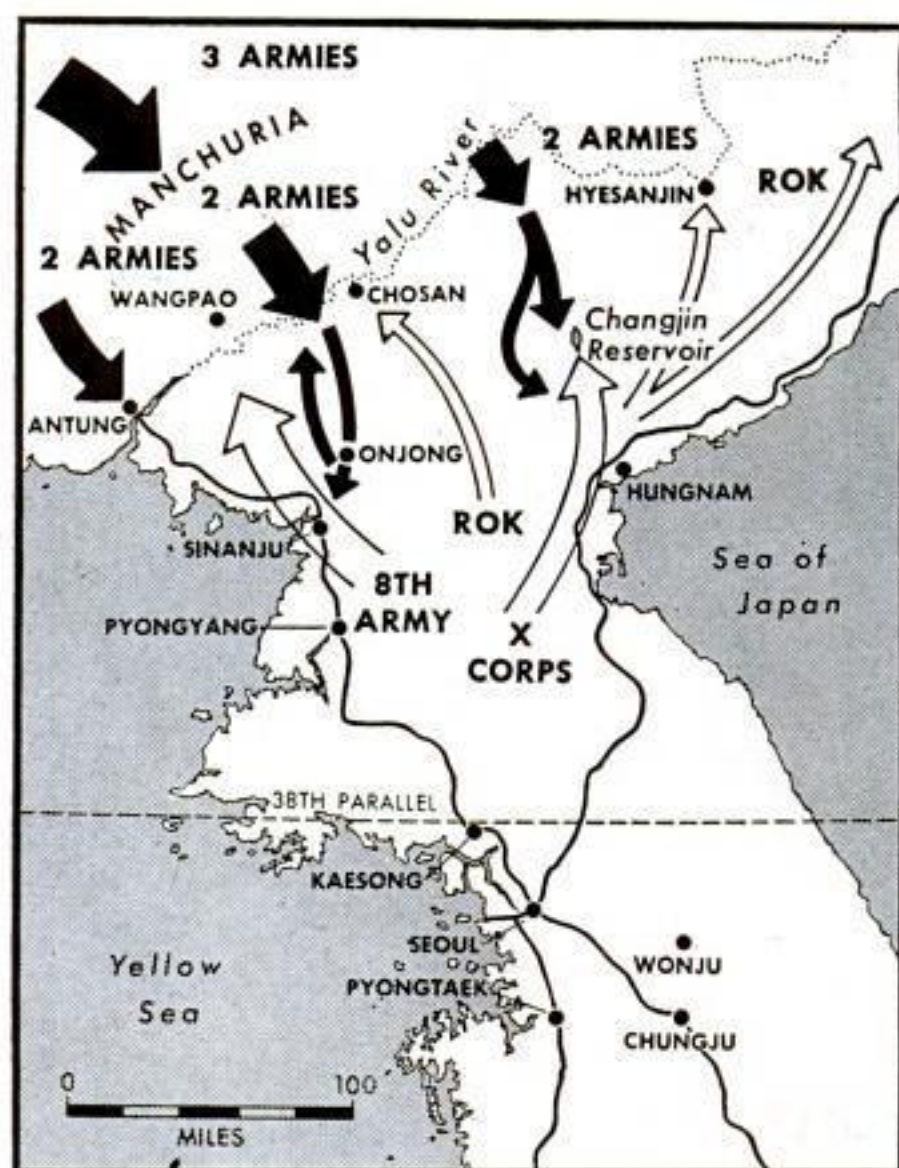 3 ARMIES
MANCHURIA
2 ARMIES
2 ARMIES
2 ARMIES
Yalu River
HYESANJIN
ROK
WANGPAO
CHOSAN
Changjin
Reservoir
ANTUNG
ONJONG
HUNGNAM
ROK
SINANJU
Sea of
Japan
8TH
ARMY
PYONGYANG
X
CORPS
38TH PARALLEL
KAESONG
SEOUL
WONJU
Yellow
Sea
PYONGTAEK
CHUNGJU
0 100
MILES